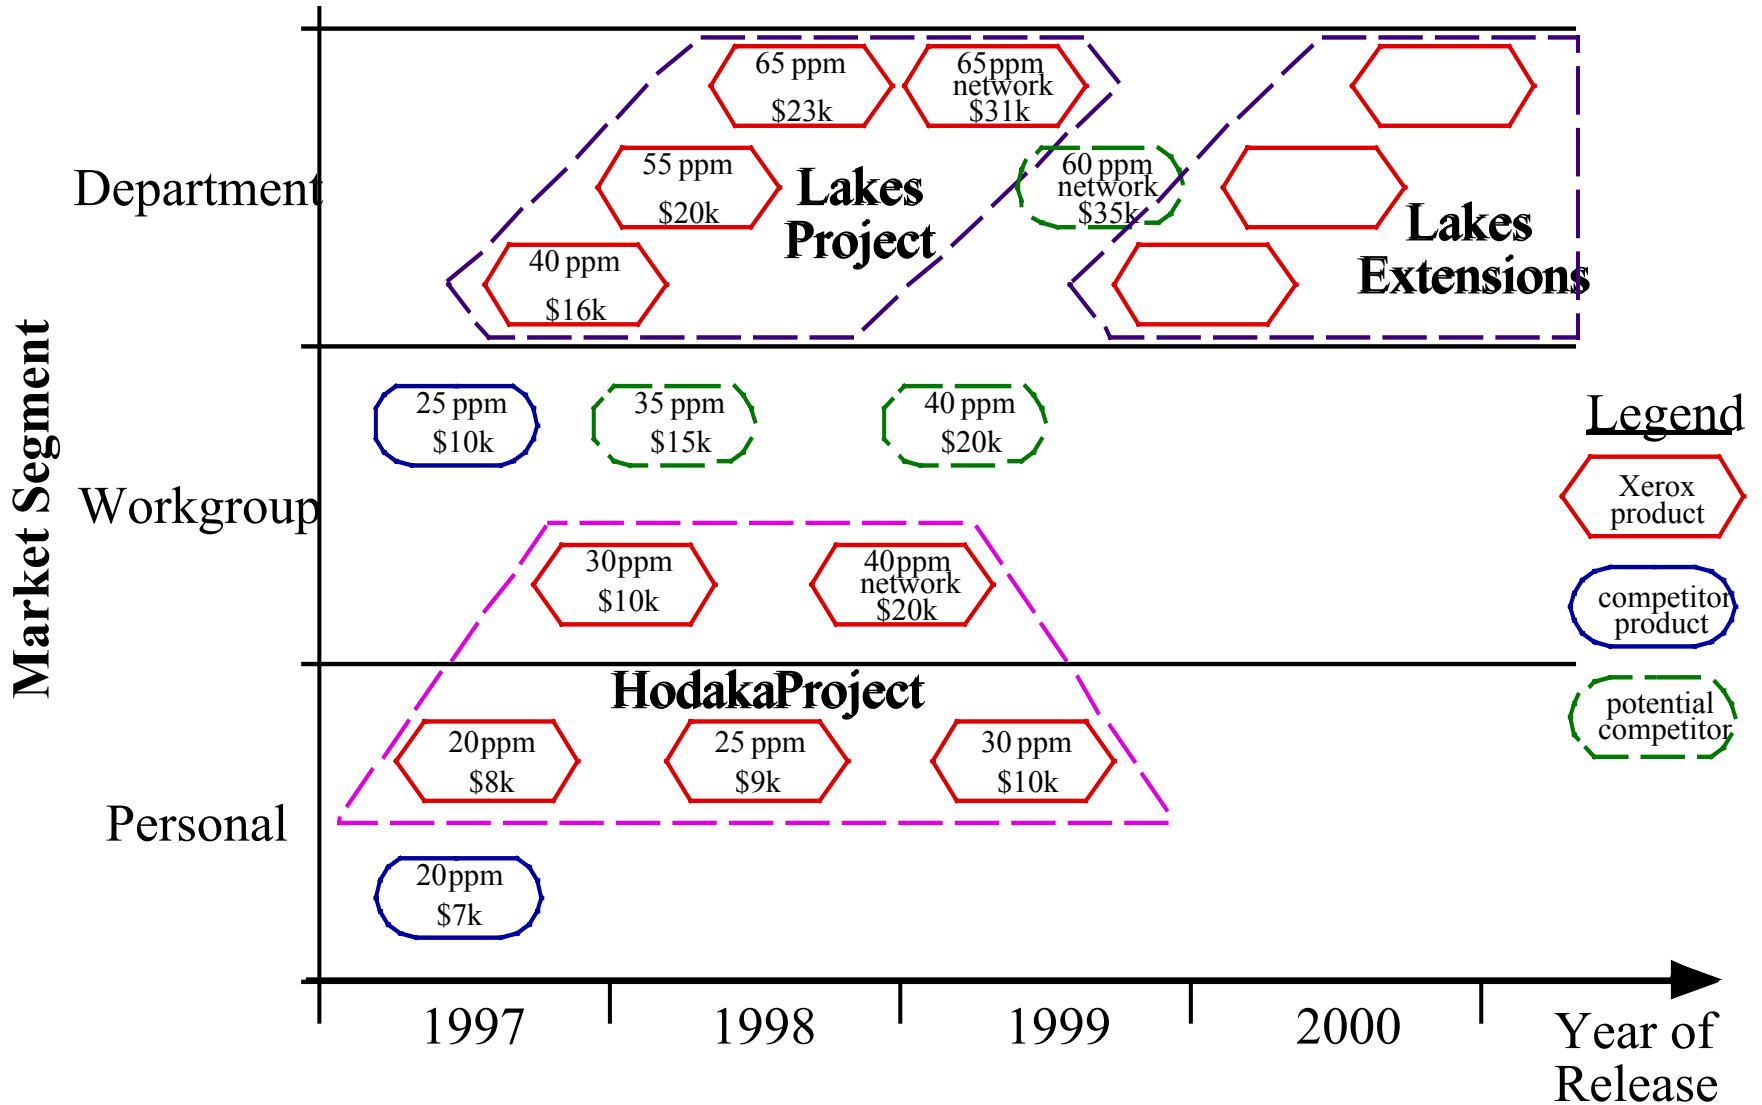 65 ppm
$23k
65ppm
network
$31k
55 ppm
$20k
60 ppm
network
$35k
Department
Lakes
Project
Lakes
Extensions
40 ppm
$16k
Market Segment
25 ppm
$10k
35 ppm
$15k
40 ppm
$20k
Workgroup
30ppm
$10k
40ppm
network
$20k
HodakaProject
20ppm
$8k
25 ppm
$9k
30 ppm
$10k
Personal
20ppm
$7k
Legend
Xerox
product
competitor
product
potential
competitor
1997
1998
1999
2000
Year of
Release